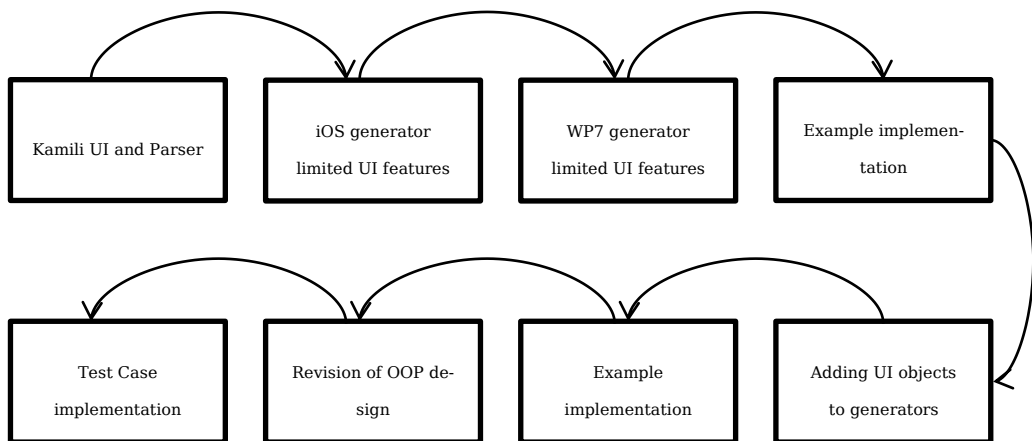 Kamili UI and Parser
iOS generator
limited UI features
WP7 generator
limited UI features
Example implemen-
tation
Test Case
implementation
Revision of OOP de-
sign
Example
implementation
Adding UI objects
to generators